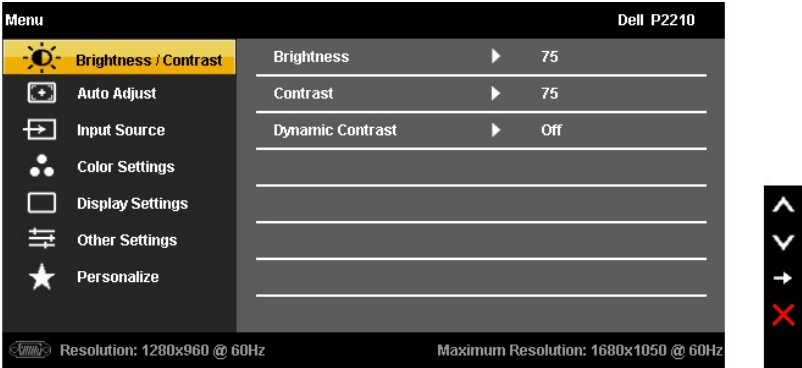 Menu Dell P2210
Brightness / Contrast Brightness 75
Auto Adjust Contrast 75
Input Source Dynamic Contrast Off
Color Settings
Display Settings
Other Settings
Personalize
Resolution: 1280x960 @ 60Hz Maximum Resolution: 1680x1050 @ 60Hz